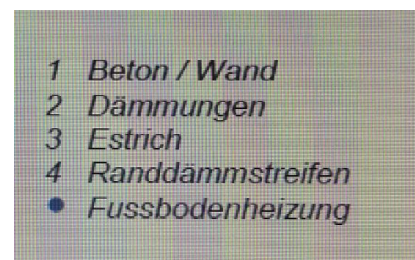 1 Beton / Wand
2 Dämmungen
3 Estrich
4 Randdämmstreifen
● Fussbodenheizung